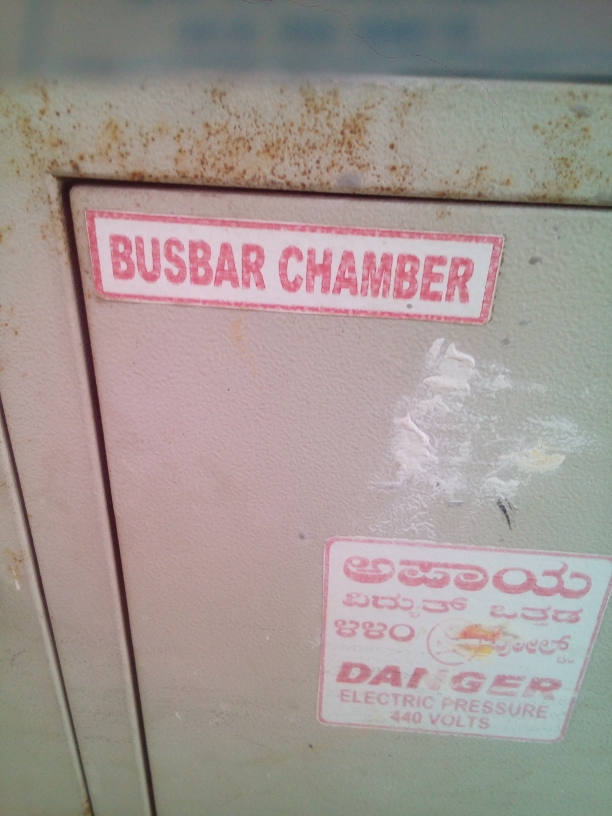 BUSBAR CHAMBER
ಅಪಾಯ
ವಿದ್ಯುತ್ ಒತ್ತಡ
೪೪೦ ವೋಲ್ಟ್
DANGER
ELECTRIC PRESSURE
440 VOLTS